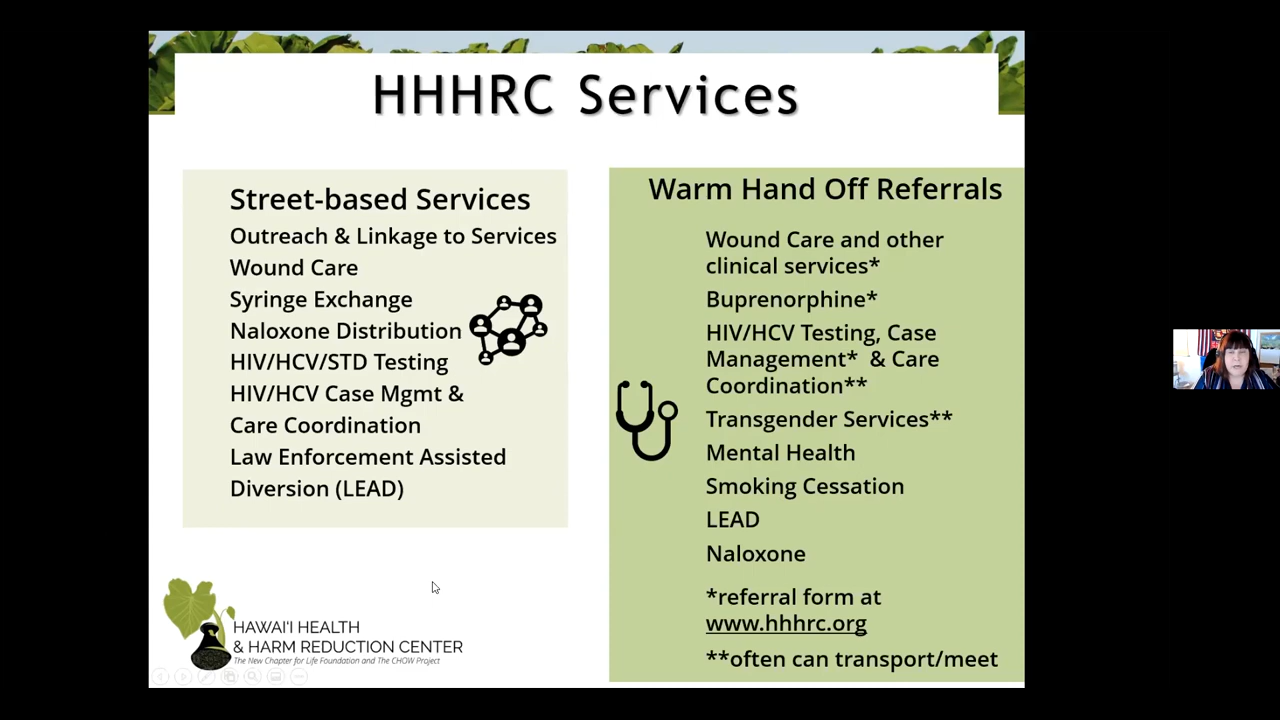 HHHRC Services
Street-based Services
Outreach & Linkage to Services
Wound Care
Syringe Exchange
Naloxone Distribution
HIV/HCV/STD Testing
HIV/HCV Case Mgmt &
Care Coordination
Law Enforcement Assisted
Diversion (LEAD)
Warm Hand Off Referrals
Wound Care and other
clinical services*
Buprenorphine*
HIV/HCV Testing, Case
Management* & Care
Coordination**
Transgender Services**
Mental Health
Smoking Cessation
LEAD
Naloxone
*referral form at
www.hhhrc.org
**often can transport/meet
HAWAI'I HEALTH
& HARM REDUCTION CENTER
The New Chapter for Life Foundation and The CHOW Project